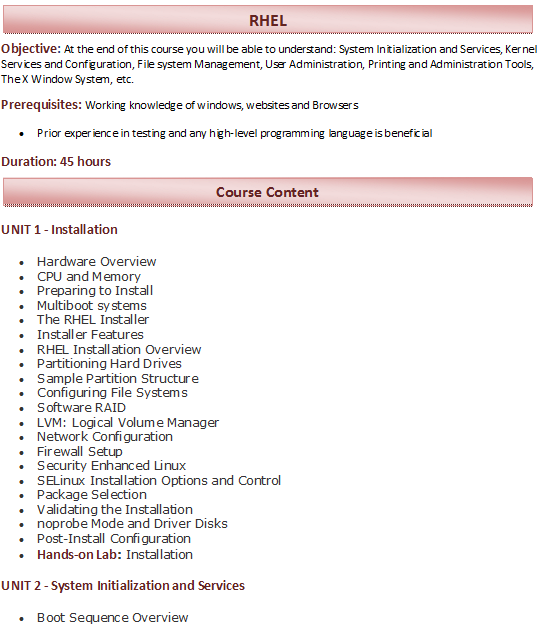 RHEL
Objective: At the end of this course you will be able to understand: System Initialization and Services, Kernel
Services and Configuration, File system Management, User Administration, Printing and Administration Tools,
The X Window System, etc.
Prerequisites: Working knowledge of windows, websites and Browsers
• Prior experience in testing and any high-level programming language is beneficial
Duration: 45 hours
Course Content
UNIT 1 - Installation
• Hardware Overview
• CPU and Memory
• Preparing to Install
• Multiboot systems
• The RHEL Installer
• Installer Features
• RHEL Installation Overview
• Partitioning Hard Drives
• Sample Partition Structure
• Configuring File Systems
• Software RAID
• LVM: Logical Volume Manager
• Network Configuration
• Firewall Setup
• Security Enhanced Linux
• SELinux Installation Options and Control
• Package Selection
• Validating the Installation
• noprobe Mode and Driver Disks
• Post-Install Configuration
• Hands-on Lab: Installation
UNIT 2 - System Initialization and Services
• Boot Sequence Overview